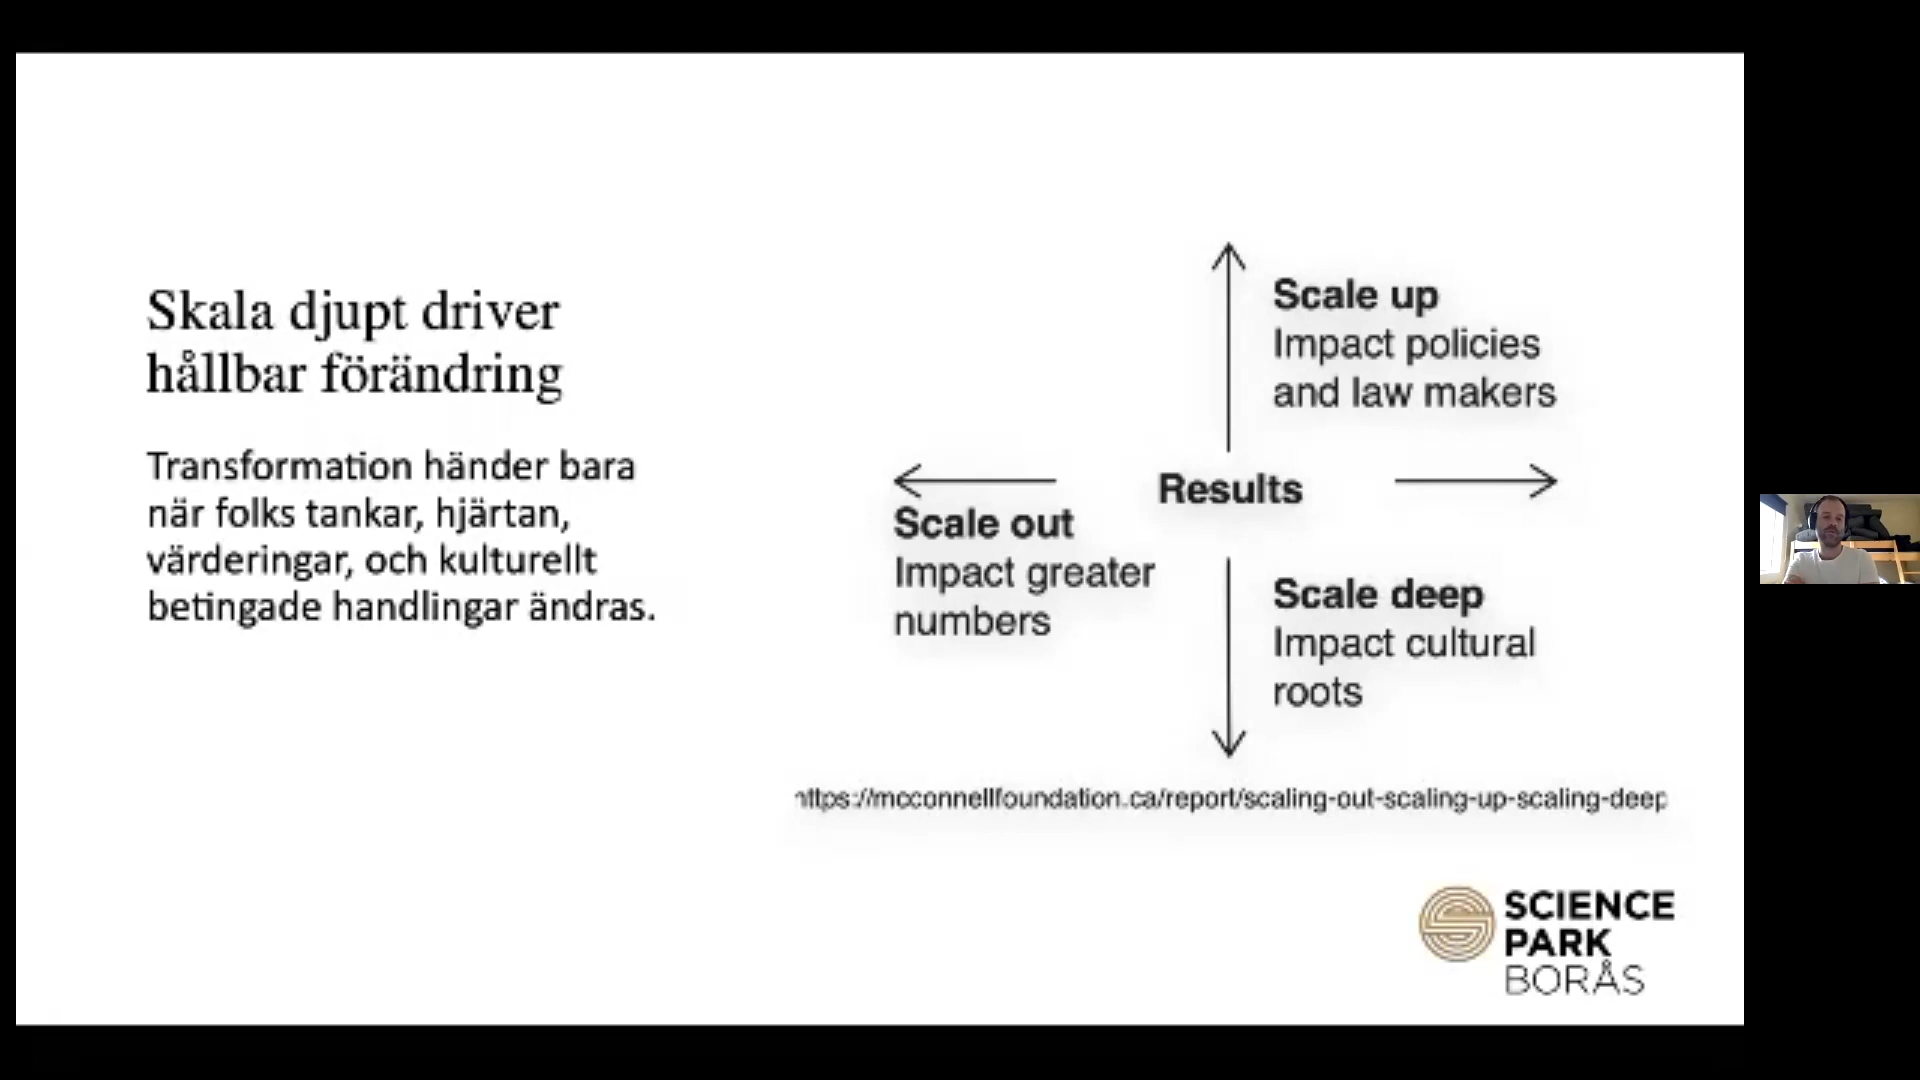 Skala djupt driver
hållbar förändring
Transformation händer bara
när folks tankar, hjärtan,
värderingar, och kulturellt
betingade handlingar ändras.
Scale up
Impact policies
and law makers
Results
Scale out
Impact greater
numbers
Scale deep
Impact cultural
roots
https://mcconnellfoundation.ca/report/scaling-out-scaling-up-scaling-deep
SCIENCE
PARK
BORÅS